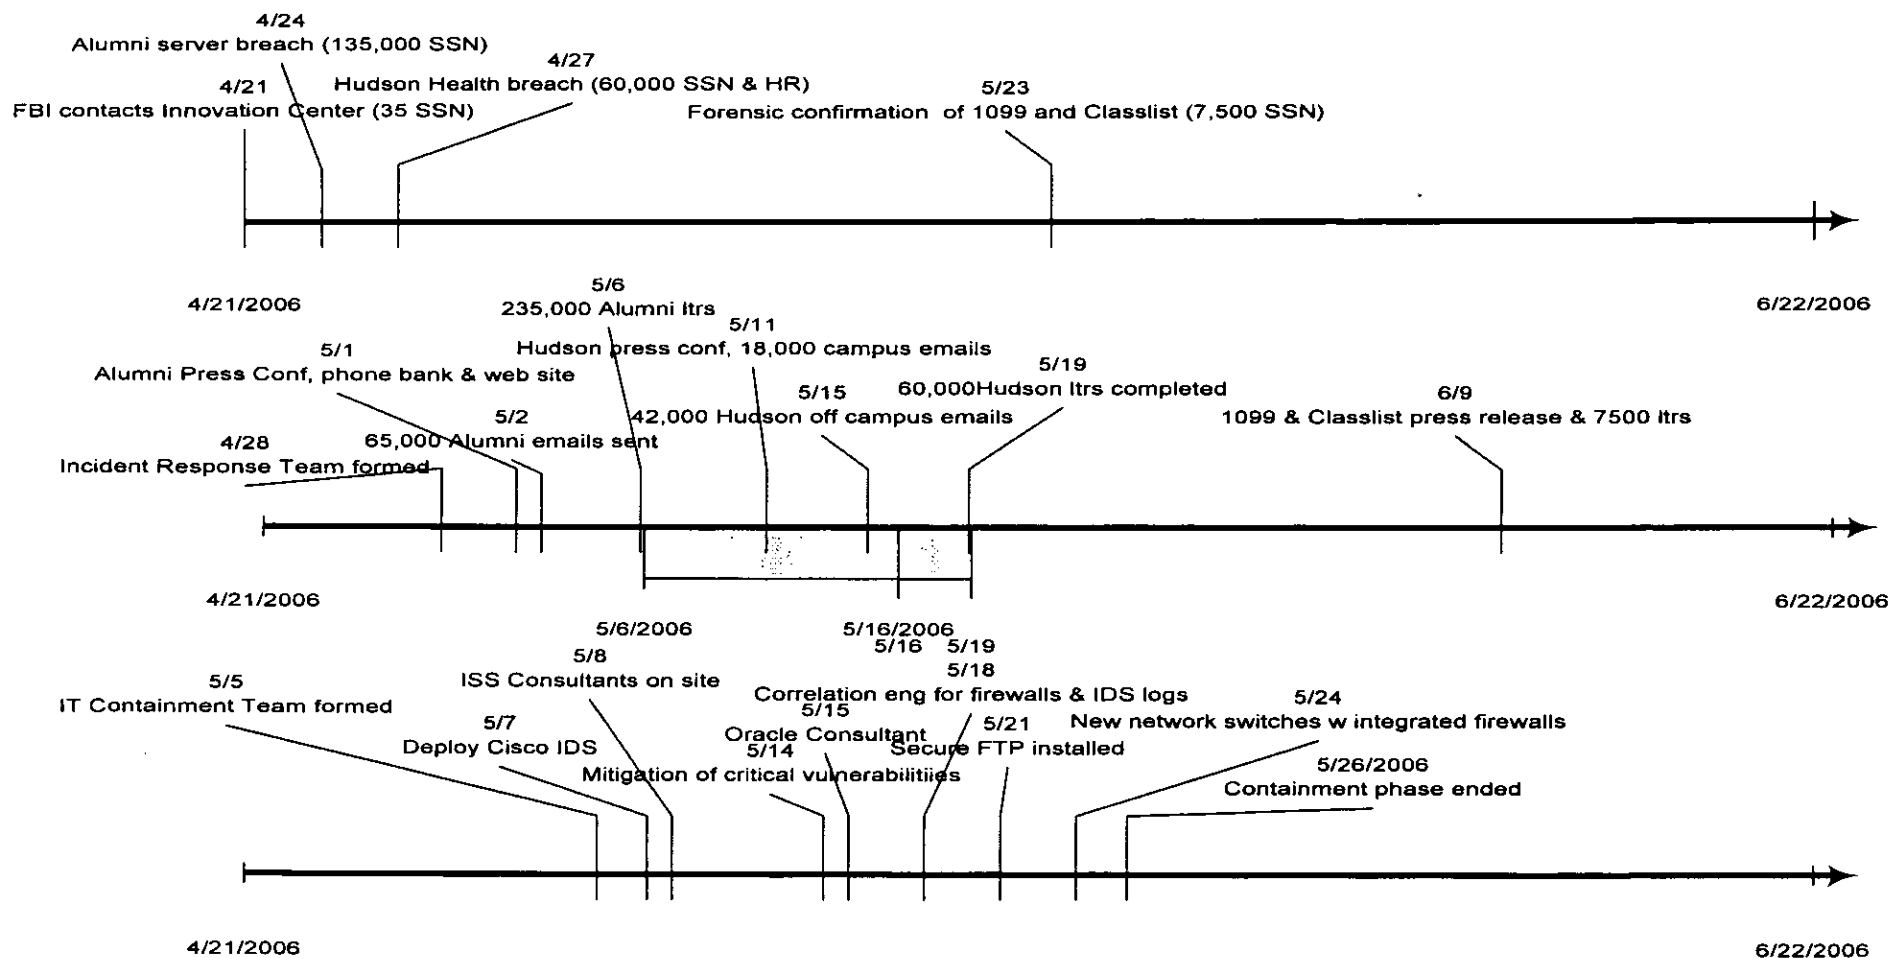 4/24
Alumni server breach (135,000 SSN)
4/27
Hudson Health breach (60,000 SSN & HR)
4/21
FBI contacts Innovation Center (35 SSN)
5/23
Forensic confirmation of 1099 and Classlist (7,500 SSN)
4/21/2006
6/22/2006
5/6
235,000 Alumni ltrs
5/11
Hudson press conf, 18,000 campus emails
5/1
Alumni Press Conf, phone bank & web site
5/19
60,000Hudson ltrs completed
5/15
42,000 Hudson off campus emails
6/9
1099 & Classlist press release & 7500 ltrs
5/2
65,000 Alumni emails sent
4/28
Incident Response Team formed
4/21/2006
6/22/2006
5/6/2006
5/16/2006
5/16
5/19
5/8
ISS Consultants on site
5/18
Correlation eng for firewalls & IDS logs
5/5
IT Containment Team formed
5/24
New network switches w integrated firewalls
5/7
Deploy Cisco IDS
5/15
Oracle Consultant
5/21
Secure FTP installed
5/14
Mitigation of critical vulnerabilitiies
5/26/2006
Containment phase ended
4/21/2006
6/22/2006